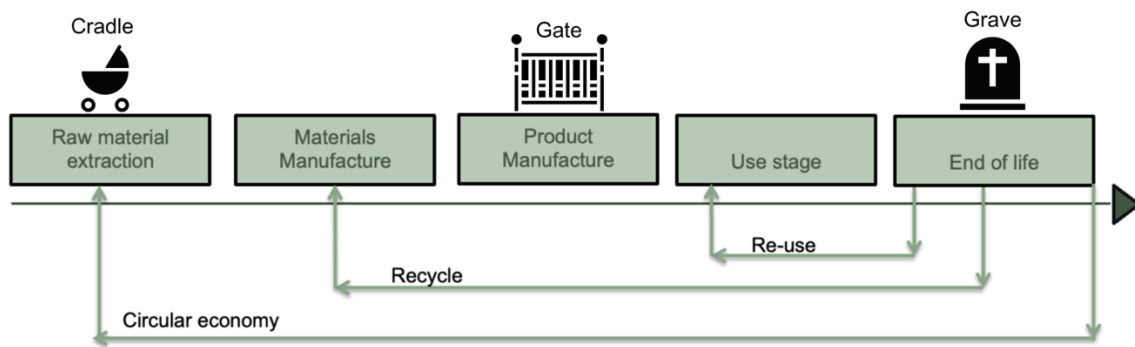 Cradle
Gate
Grave
Raw material
extraction
Materials
Manufacture
Product
Manufacture
Use stage
End of life
Re-use
Recycle
Circular economy